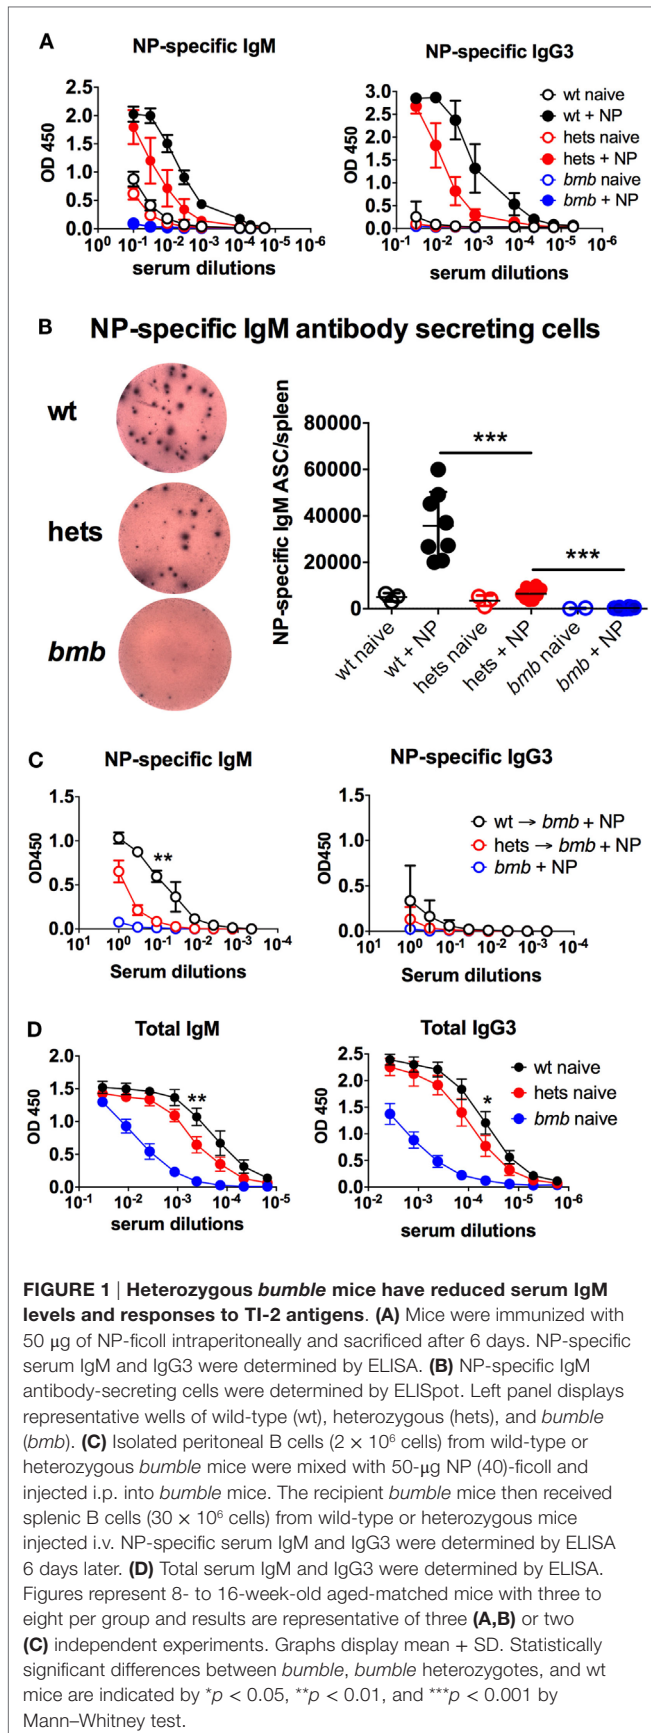 A
NP-specific IgM
NP-specific IgG3
OD 450
2.5
2.0
1.5
1.0
0.5
0.0
10⁰ 10⁻¹ 10⁻² 10⁻³ 10⁻⁴ 10⁻⁵ 10⁻⁶
serum dilutions
OD 450
3.0
2.5
2.0
1.5
1.0
0.5
0.0
10⁻¹ 10⁻² 10⁻³ 10⁻⁴ 10⁻⁵ 10⁻⁶
serum dilutions
wt naive
wt + NP
hets naive
hets + NP
bmb naive
bmb + NP
B
NP-specific IgM antibody secreting cells
wt
hets
bmb
NP-specific IgM ASC/spleen
80000
60000
40000
20000
0
***
***
wt naive
wt + NP
hets naive
hets + NP
bmb naive
bmb + NP
C
NP-specific IgM
NP-specific IgG3
OD450
1.5
1.0
0.5
0.0
**
10¹ 10⁰ 10⁻¹ 10⁻² 10⁻³ 10⁻⁴
Serum dilutions
OD450
1.5
1.0
0.5
0.0
10¹ 10⁰ 10⁻¹ 10⁻² 10⁻³ 10⁻⁴
Serum dilutions
wt → bmb + NP
hets → bmb + NP
bmb + NP
D
Total IgM
Total IgG3
OD 450
2.0
1.5
1.0
0.5
0.0
**
10⁻¹ 10⁻² 10⁻³ 10⁻⁴ 10⁻⁵
serum dilutions
OD 450
2.5
2.0
1.5
1.0
0.5
0.0
*
10⁻² 10⁻³ 10⁻⁴ 10⁻⁵ 10⁻⁶
serum dilutions
wt naive
hets naive
bmb naive
FIGURE 1 | Heterozygous bumble mice have reduced serum IgM
levels and responses to TI-2 antigens. (A) Mice were immunized with
50 μg of NP-ficoll intraperitoneally and sacrificed after 6 days. NP-specific
serum IgM and IgG3 were determined by ELISA. (B) NP-specific IgM
antibody-secreting cells were determined by ELISpot. Left panel displays
representative wells of wild-type (wt), heterozygous (hets), and bumble
(bmb). (C) Isolated peritoneal B cells (2 × 10⁶ cells) from wild-type or
heterozygous bumble mice were mixed with 50-μg NP (40)-ficoll and
injected i.p. into bumble mice. The recipient bumble mice then received
splenic B cells (30 × 10⁶ cells) from wild-type or heterozygous mice
injected i.v. NP-specific serum IgM and IgG3 were determined by ELISA
6 days later. (D) Total serum IgM and IgG3 were determined by ELISA.
Figures represent 8- to 16-week-old aged-matched mice with three to
eight per group and results are representative of three (A,B) or two
(C) independent experiments. Graphs display mean + SD. Statistically
significant differences between bumble, bumble heterozygotes, and wt
mice are indicated by *p < 0.05, **p < 0.01, and ***p < 0.001 by
Mann–Whitney test.